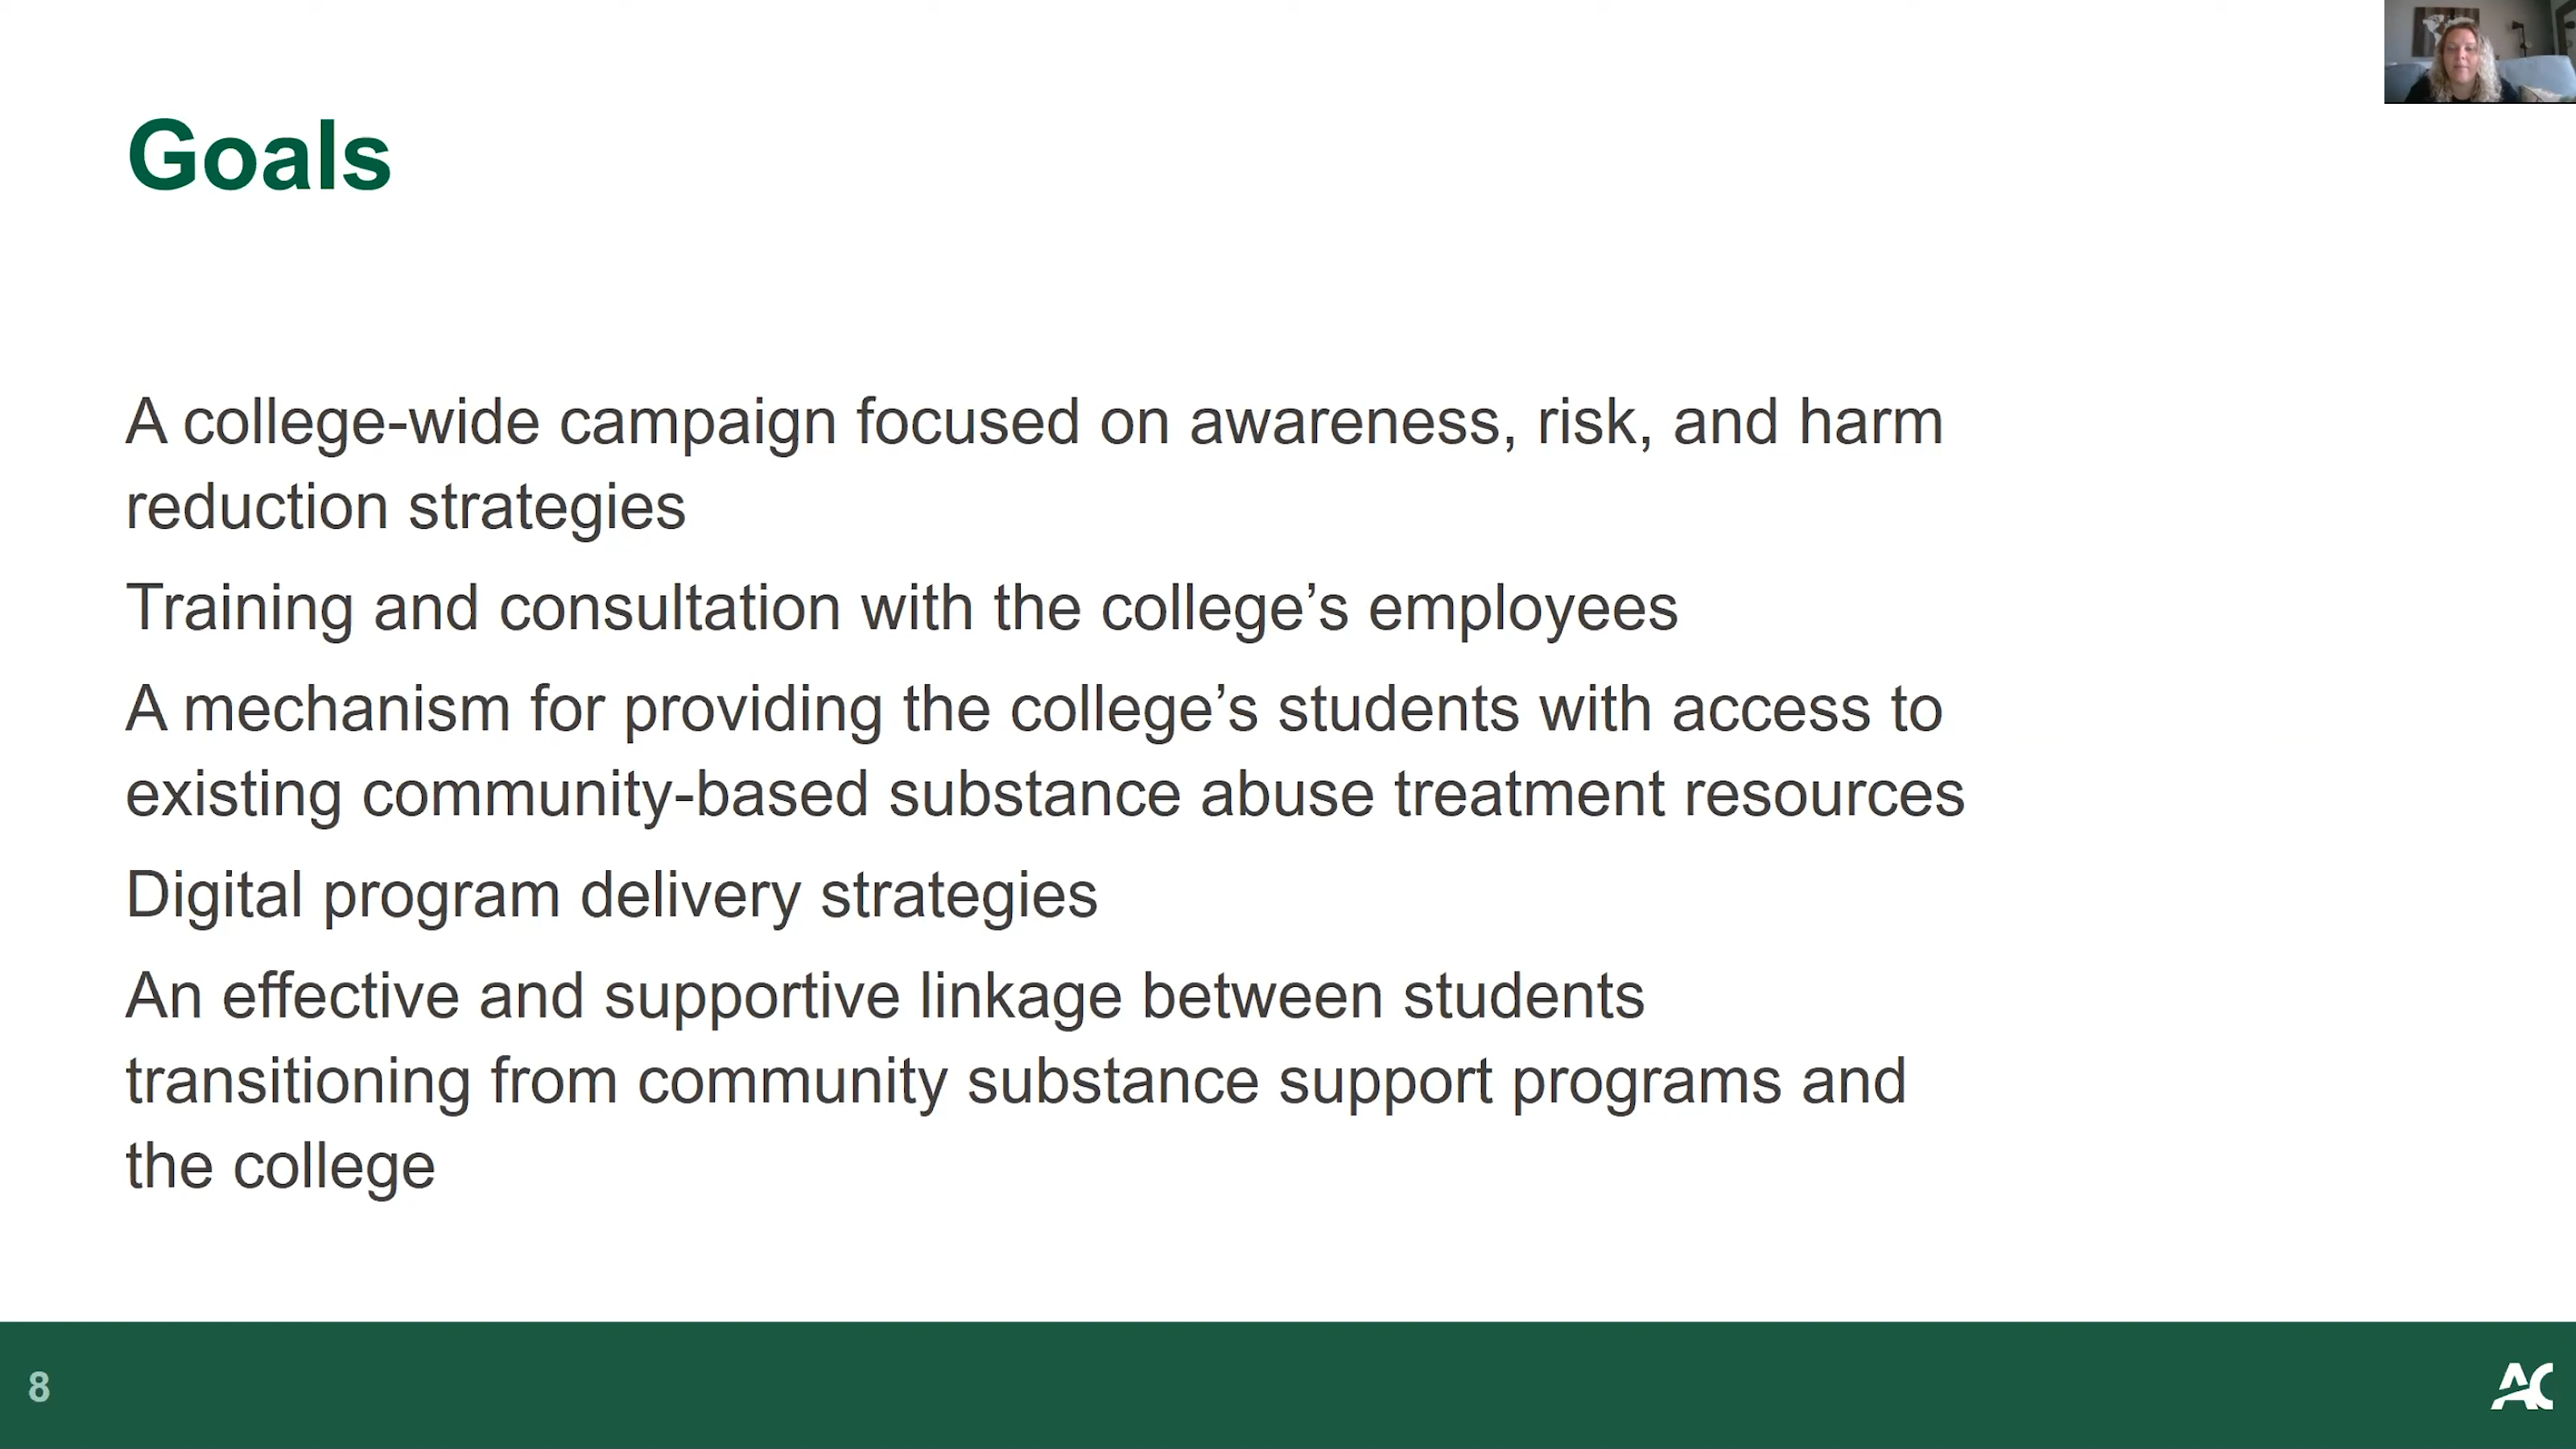 Goals
A college-wide campaign focused on awareness, risk, and harm
reduction strategies
Training and consultation with the college’s employees
A mechanism for providing the college’s students with access to
existing community-based substance abuse treatment resources
Digital program delivery strategies
An effective and supportive linkage between students
transitioning from community substance support programs and
the college
8
AC